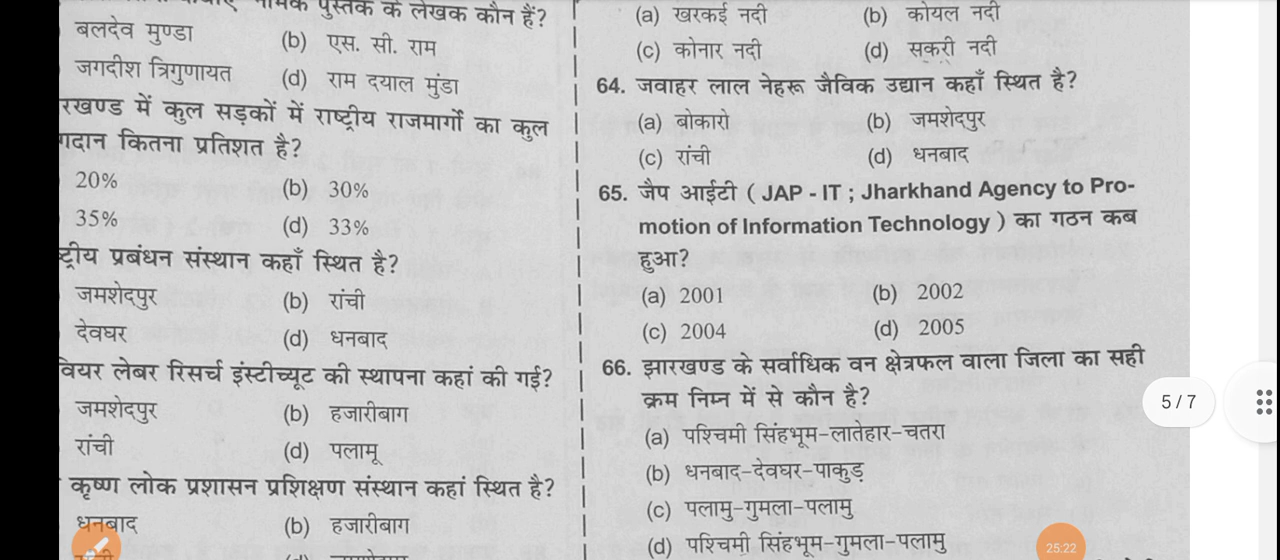 पुस्तक के लेखक कौन हैं?
बलदेव मुण्डा (b) एस. सी. राम
जगदीश त्रिगुणायत (d) राम दयाल मुंडा
रखण्ड में कुल सड़कों में राष्ट्रीय राजमार्गों का कुल
गदान कितना प्रतिशत है?
20% (b) 30%
35% (d) 33%
ट्रीय प्रबंधन संस्थान कहाँ स्थित है?
जमशेदपुर (b) रांची
देवघर (d) धनबाद
वियर लेबर रिसर्च इंस्टीच्यूट की स्थापना कहां की गई?
जमशेदपुर (b) हजारीबाग
रांची (d) पलामू
कृष्ण लोक प्रशासन प्रशिक्षण संस्थान कहां स्थित है?
धनबाद (b) हजारीबाग
(a) खरकई नदी (b) कोयल नदी
(c) कोनार नदी (d) सकरी नदी
64. जवाहर लाल नेहरू जैविक उद्यान कहाँ स्थित है?
(a) बोकारो (b) जमशेदपुर
(c) रांची (d) धनबाद
65. जैप आईटी ( JAP - IT ; Jharkhand Agency to Pro-
motion of Information Technology ) का गठन कब
हुआ?
(a) 2001 (b) 2002
(c) 2004 (d) 2005
66. झारखण्ड के सर्वाधिक वन क्षेत्रफल वाला जिला का सही
क्रम निम्न में से कौन है?
(a) पश्चिमी सिंहभूम-लातेहार-चतरा
(b) धनबाद-देवघर-पाकुड़
(c) पलामु-गुमला-पलामु
(d) पश्चिमी सिंहभूम-गुमला-पलामु
5 / 7
25:22